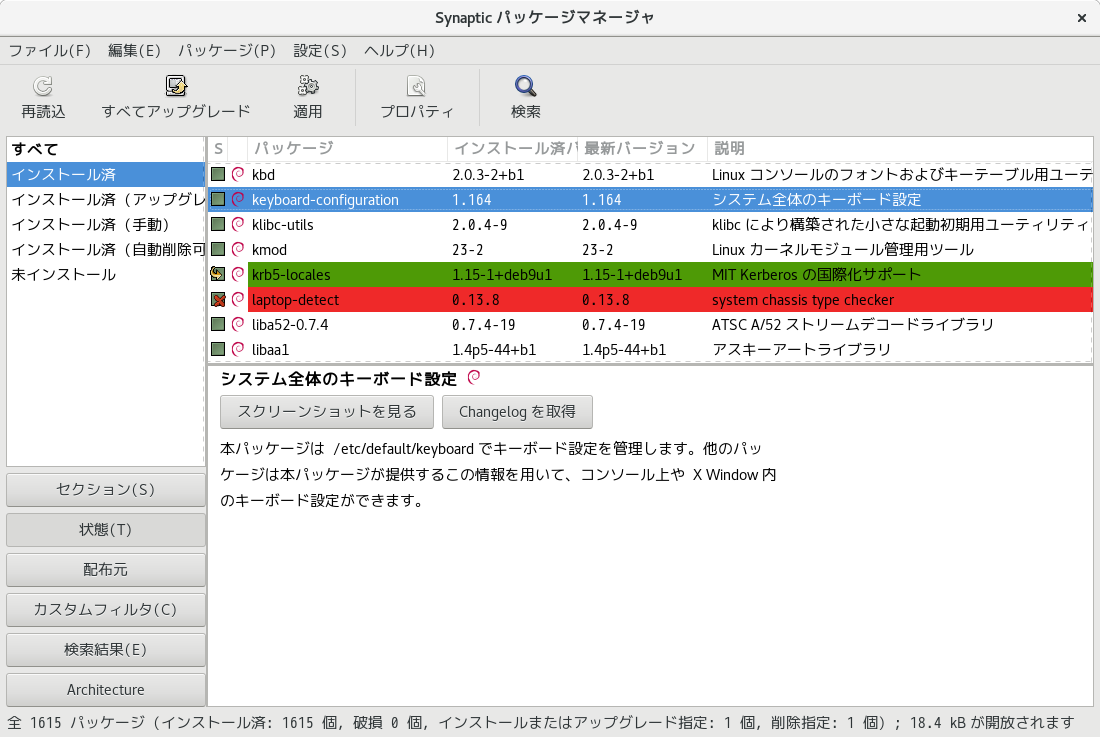 Synaptic パッケージマネージャ
ファイル(F) 編集(E) パッケージ(P) 設定(S) ヘルプ(H)
再読込 すべてアップグレード 適用 プロパティ 検索
すべて
インストール済
インストール済 (アップグレ
インストール済 (手動)
インストール済 (自動削除可
未インストール
S パッケージ インストール済バ 最新バージョン 説明
kbd 2.0.3-2+b1 2.0.3-2+b1 Linux コンソールのフォントおよびキーテーブル用ユーテ
keyboard-configuration 1.164 1.164 システム全体のキーボード設定
klibc-utils 2.0.4-9 2.0.4-9 klibc により構築された小さな起動初期用ユーティリティ
kmod 23-2 23-2 Linux カーネルモジュール管理用ツール
krb5-locales 1.15-1+deb9u1 1.15-1+deb9u1 MIT Kerberos の国際化サポート
laptop-detect 0.13.8 0.13.8 system chassis type checker
liba52-0.7.4 0.7.4-19 0.7.4-19 ATSC A/52 ストリームデコードライブラリ
libaa1 1.4p5-44+b1 1.4p5-44+b1 アスキーアートライブラリ
システム全体のキーボード設定
スクリーンショットを見る Changelog を取得
本パッケージは /etc/default/keyboard でキーボード設定を管理します。他のパッ
ケージは本パッケージが提供するこの情報を用いて、コンソール上や X Window 内
のキーボード設定ができます。
セクション(S)
状態(T)
配布元
カスタムフィルタ(C)
検索結果(E)
Architecture
全 1615 パッケージ (インストール済: 1615 個, 破損 0 個, インストールまたはアップグレード指定: 1 個, 削除指定: 1 個) ; 18.4 kB が開放されます